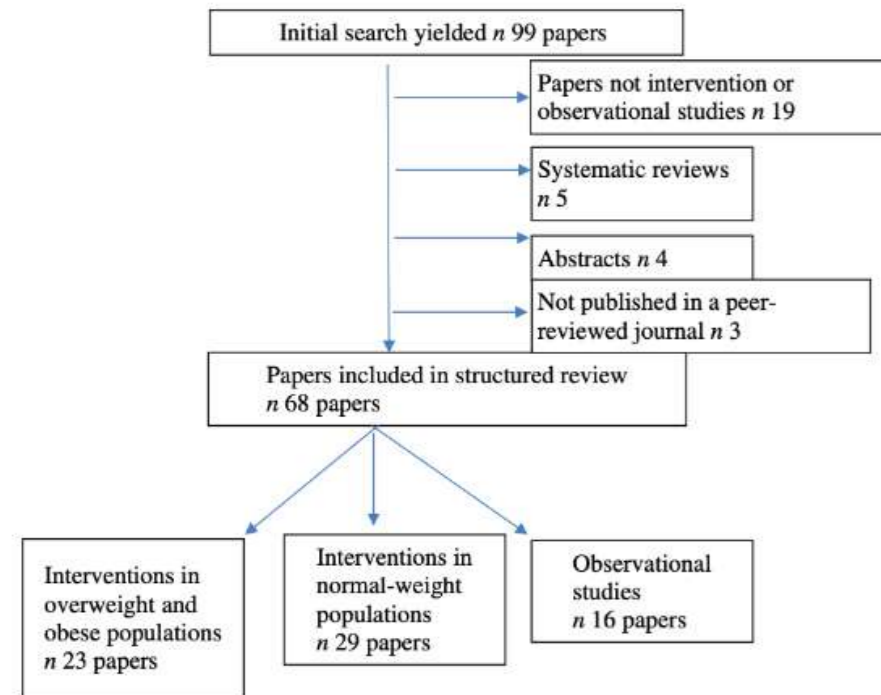 Initial search yielded n 99 papers
Papers not intervention or
observational studies n 19
Systematic reviews
n 5
Abstracts n 4
Not published in a peer-
reviewed journal n 3
Papers included in structured review
n 68 papers
Interventions in
overweight and
obese populations
n 23 papers
Interventions in
normal-weight
populations
n 29 papers
Observational
studies
n 16 papers